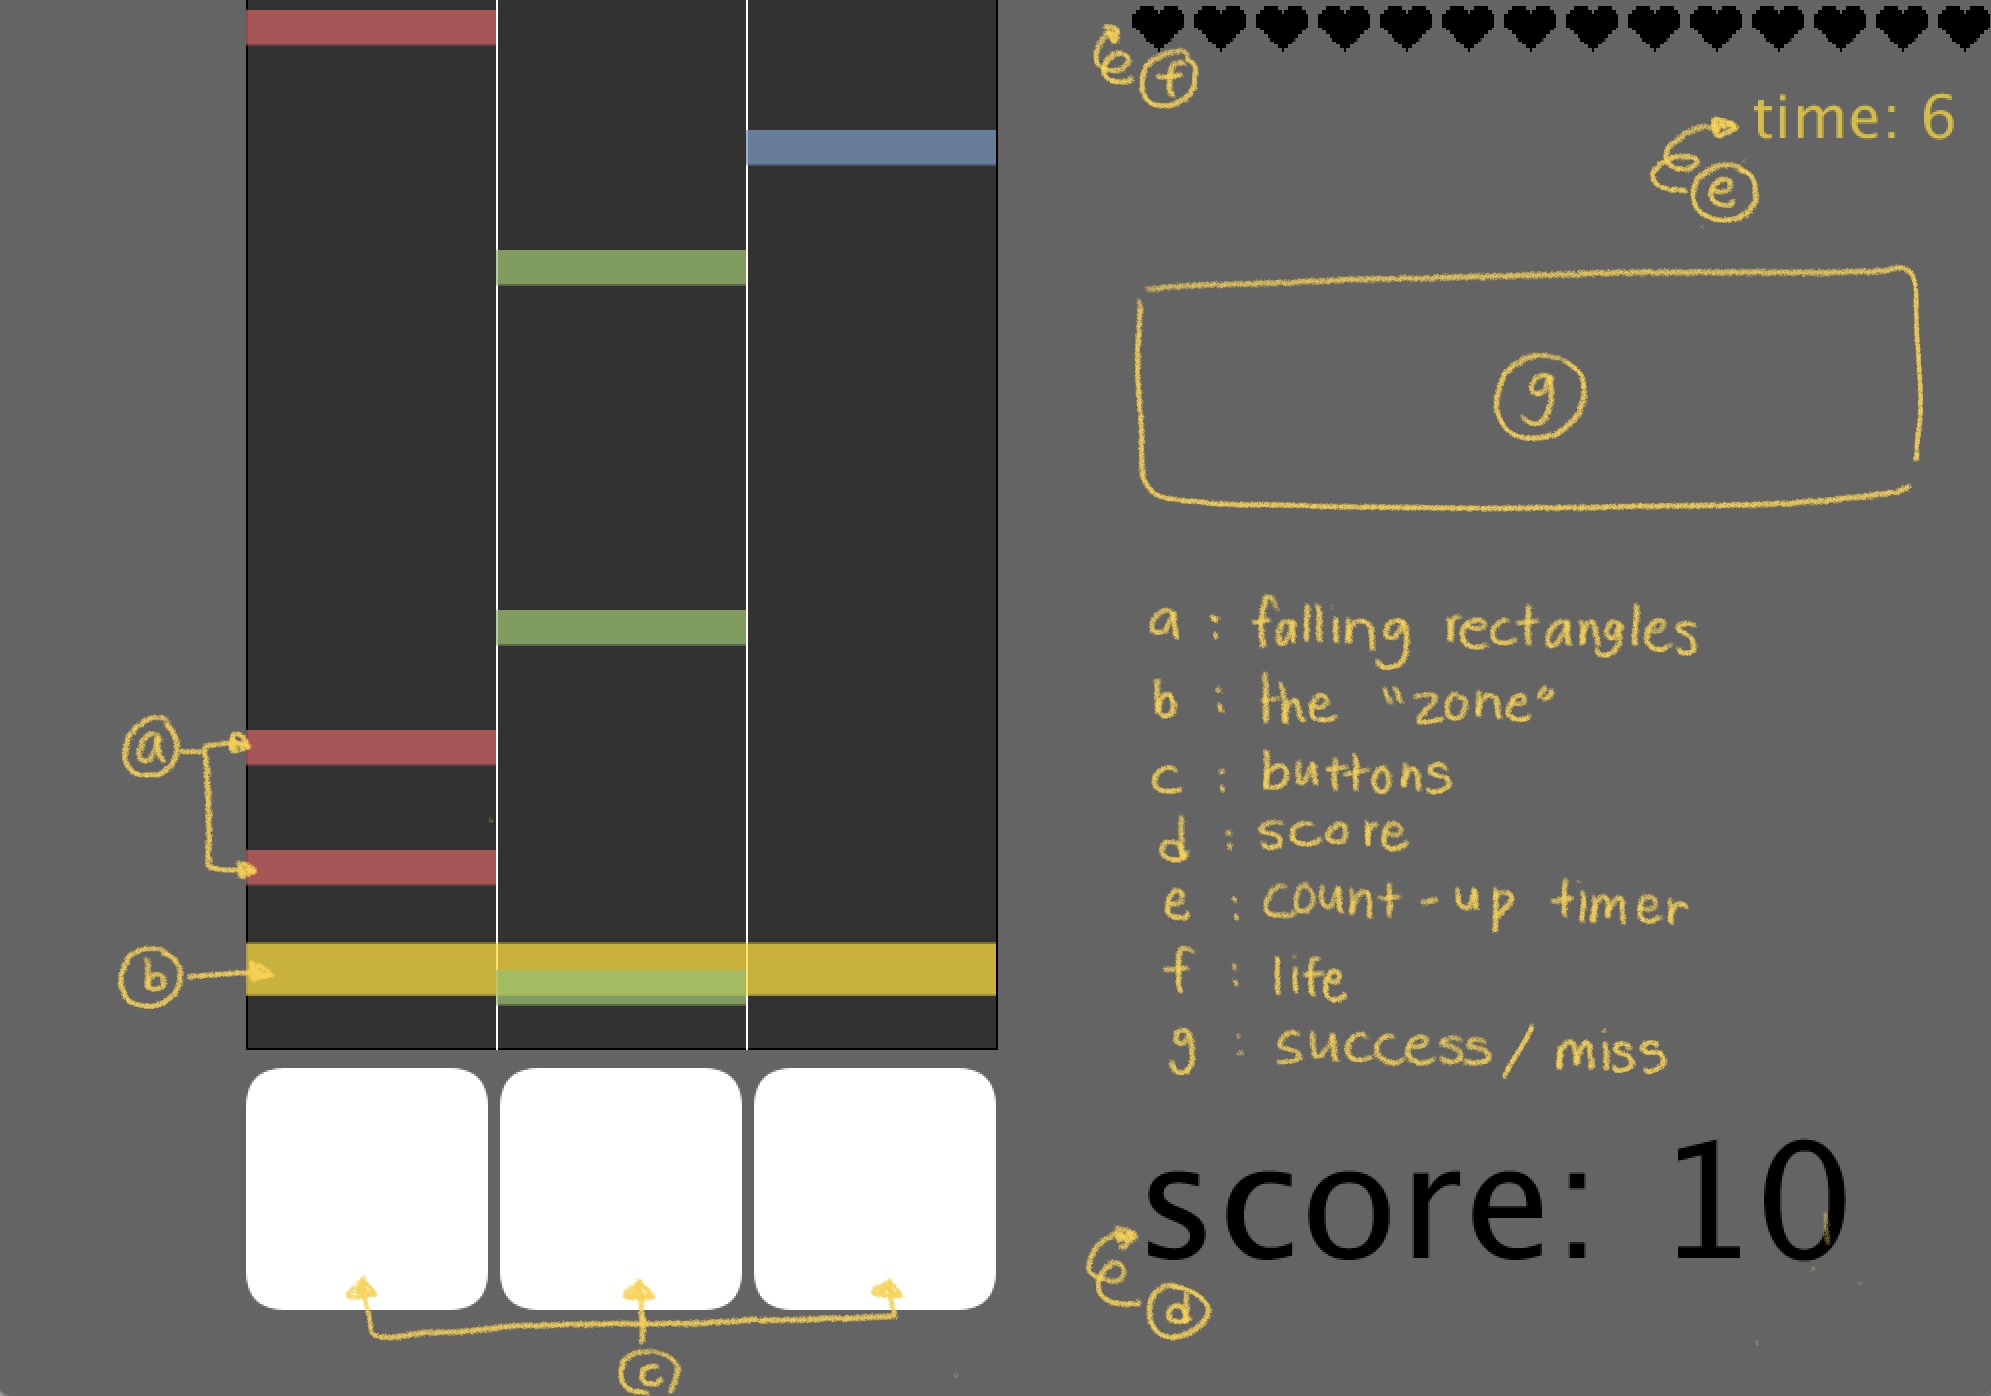 f
time: 6
e
g
a : falling rectangles
b : the "zone"
a
c : buttons
d : score
e : count-up timer
b
f : life
g : success/miss
score: 10
d
c